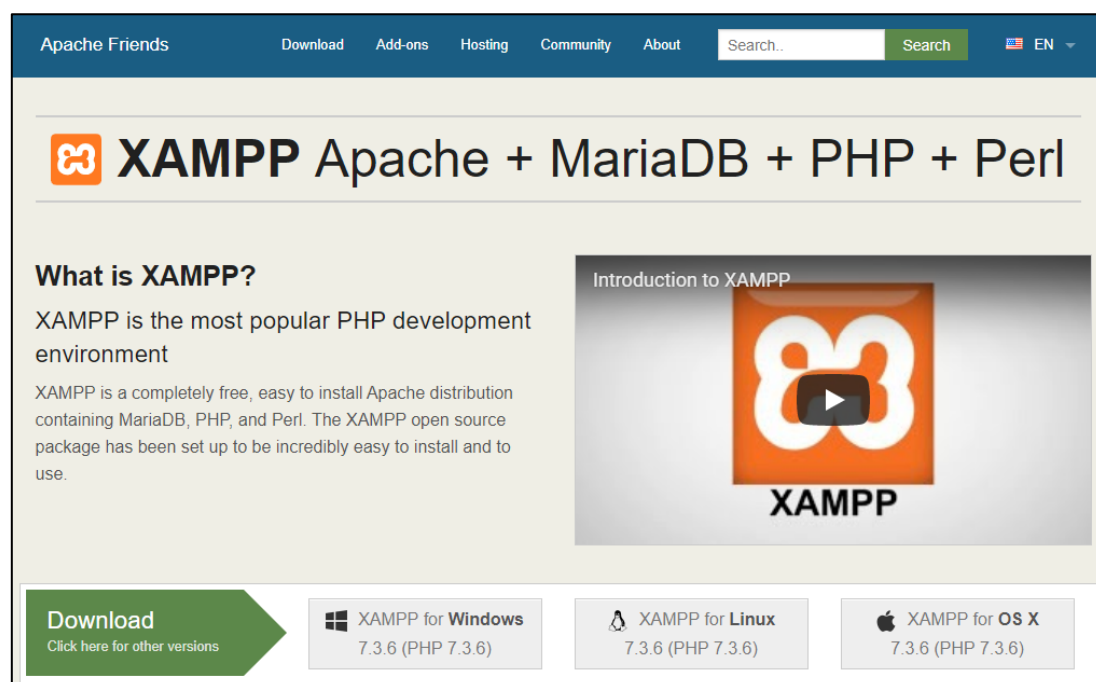 Apache Friends Download Add-ons Hosting Community About Search.. Search EN
XAMPP Apache + MariaDB + PHP + Perl
What is XAMPP?
XAMPP is the most popular PHP development
environment
XAMPP is a completely free, easy to install Apache distribution
containing MariaDB, PHP, and Perl. The XAMPP open source
package has been set up to be incredibly easy to install and to
use.
Introduction to XAMPP
XAMPP
Download
Click here for other versions
XAMPP for Windows
7.3.6 (PHP 7.3.6)
XAMPP for Linux
7.3.6 (PHP 7.3.6)
XAMPP for OS X
7.3.6 (PHP 7.3.6)